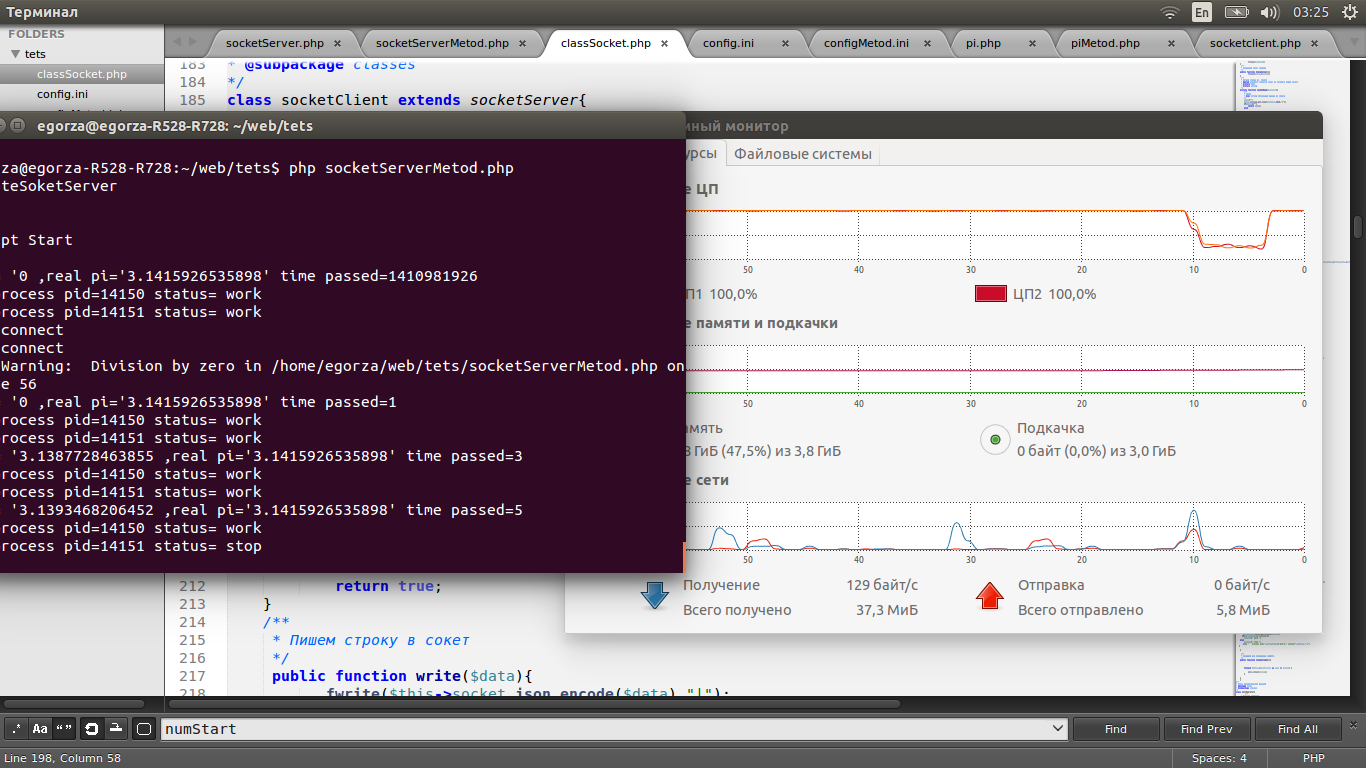 Терминал
En
03:25
FOLDERS
tets
classSocket.php
config.ini
socketServer.php ×
socketServerMetod.php ×
classSocket.php ×
config.ini ×
configMetod.ini ×
pi.php ×
piMetod.php ×
socketclient.php ×
183 * @subpackage classes
184 */
185 class socketClient extends socketServer{
egorza@egorza-R528-R728: ~/web/tets
za@egorza-R528-R728:~/web/tets$ php socketServerMetod.php
teSoketServer
pt Start
'0 ,real pi='3.1415926535898' time passed=1410981926
rocess pid=14150 status= work
rocess pid=14151 status= work
connect
connect
Warning:  Division by zero in /home/egorza/web/tets/socketServerMetod.php on
e 56
'0 ,real pi='3.1415926535898' time passed=1
rocess pid=14150 status= work
rocess pid=14151 status= work
'3.1387728463855 ,real pi='3.1415926535898' time passed=3
rocess pid=14150 status= work
rocess pid=14151 status= work
'3.1393468206452 ,real pi='3.1415926535898' time passed=5
rocess pid=14150 status= work
rocess pid=14151 status= stop
мный монитор
урсы
Файловые системы
е ЦП
50 40 30 20 10 0
П1 100,0%
ЦП2 100,0%
е памяти и подкачки
50 40 30 20 10 0
мять
ГиБ (47,5%) из 3,8 ГиБ
Подкачка
0 байт (0,0%) из 3,0 ГиБ
е сети
50 40 30 20 10 0
Получение 129 байт/с
Всего получено 37,3 МиБ
Отправка 0 байт/с
Всего отправлено 5,8 МиБ
212 return true;
213 }
214 /**
215 * Пишем строку в сокет
216 */
217 public function write($data){
218 fwrite($this->socket,json_encode($data)."|");
.* Aa “”
numStart
Find
Find Prev
Find All
Line 198, Column 58
Spaces: 4
PHP